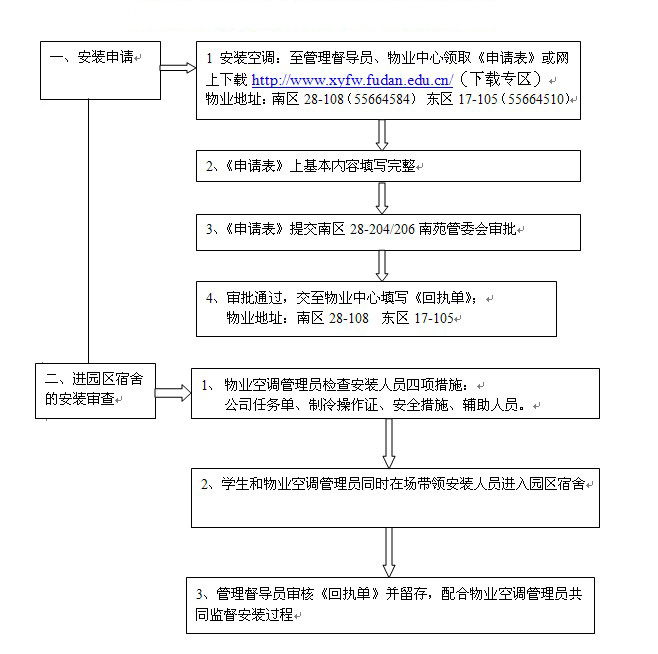 一、安装申请
1 安装空调：至管理督导员、物业中心领取《申请表》或网
上下载 http://www.xyfw.fudan.edu.cn/（下载专区）
物业地址：南区 28-108（55664584） 东区 17-105（55664510）
2、《申请表》上基本内容填写完整
3、《申请表》提交南区 28-204/206 南苑管委会审批
4、审批通过，交至物业中心填写《回执单》；
物业地址：南区 28-108 东区 17-105
二、进园区宿舍
的安装审查
1、 物业空调管理员检查安装人员四项措施：
公司任务单、制冷操作证、安全措施、辅助人员。
2、学生和物业空调管理员同时在场带领安装人员进入园区宿舍
3、管理督导员审核《回执单》并留存，配合物业空调管理员共
同监督安装过程